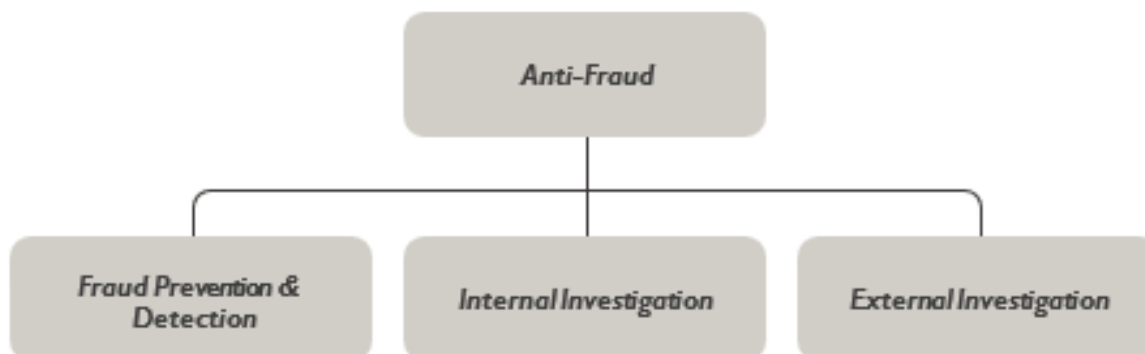 Anti-Fraud
Fraud Prevention &
Detection
Internal Investigation
External Investigation